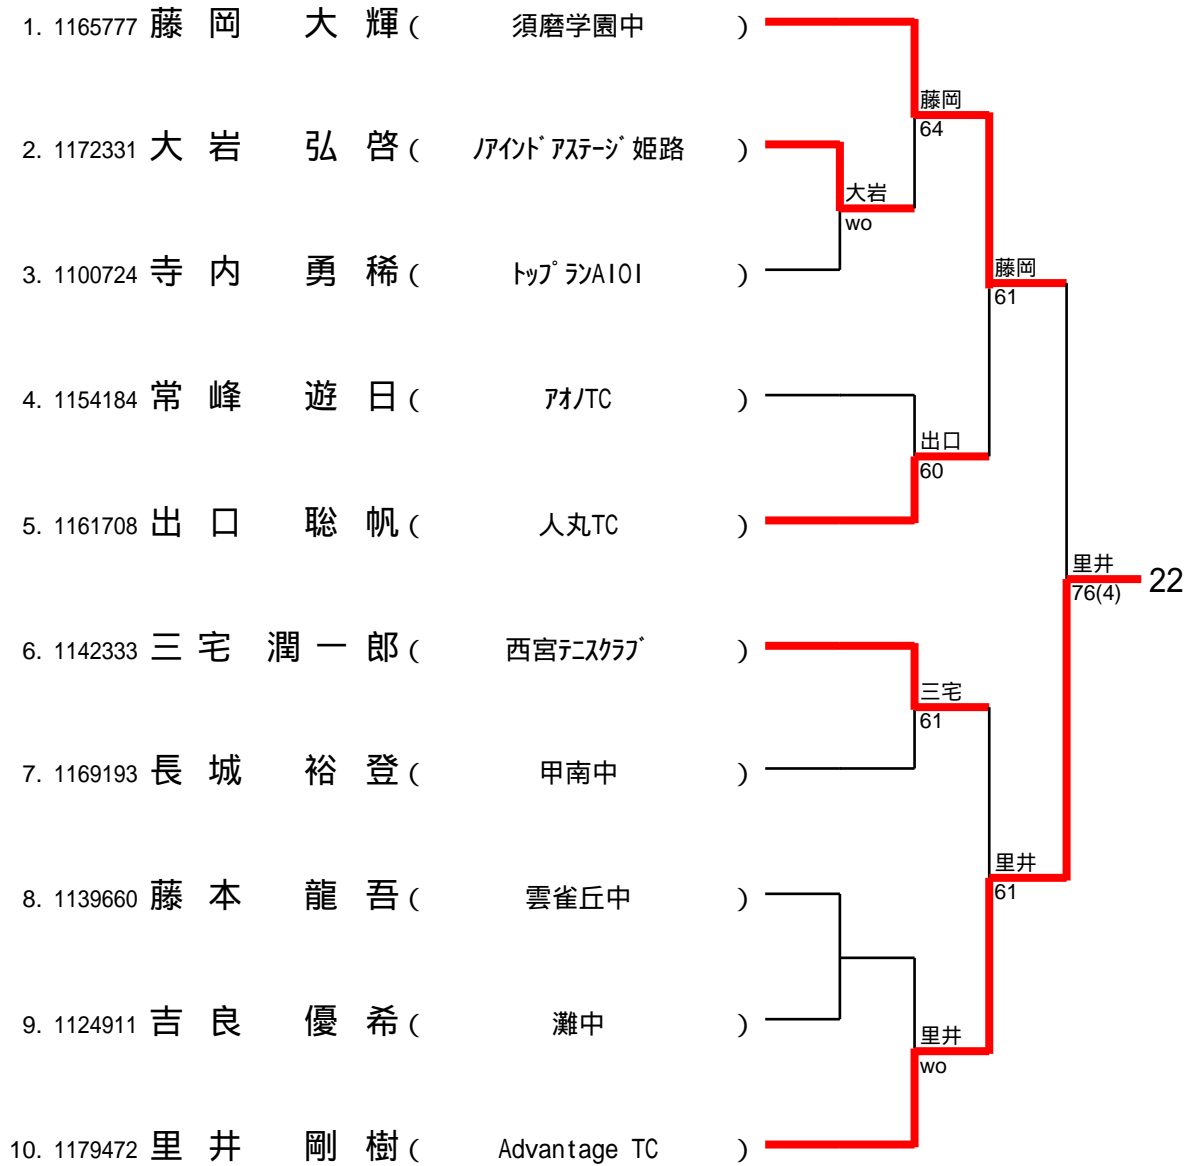 1. 1165777 藤 岡 大 輝 ( 須磨学園中 )
藤岡
64
2. 1172331 大 岩 弘 啓 ( ﾉｱｲﾝﾄﾞｱｽﾃｰｼﾞ姫路 )
大岩
wo
3. 1100724 寺 内 勇 稀 ( ﾄｯﾌﾟﾗﾝAIOI )
藤岡
61
4. 1154184 常 峰 遊 日 ( ｱｵﾉTC )
出口
60
5. 1161708 出 口 聡 帆 ( 人丸TC )
里井
76(4)
22
6. 1142333 三 宅 潤 一 郎 ( 西宮ﾃﾆｽｸﾗﾌﾞ )
三宅
61
7. 1169193 長 城 裕 登 ( 甲南中 )
里井
61
8. 1139660 藤 本 龍 吾 ( 雲雀丘中 )
9. 1124911 吉 良 優 希 ( 灘中 )
里井
wo
10. 1179472 里 井 剛 樹 ( Advantage TC )